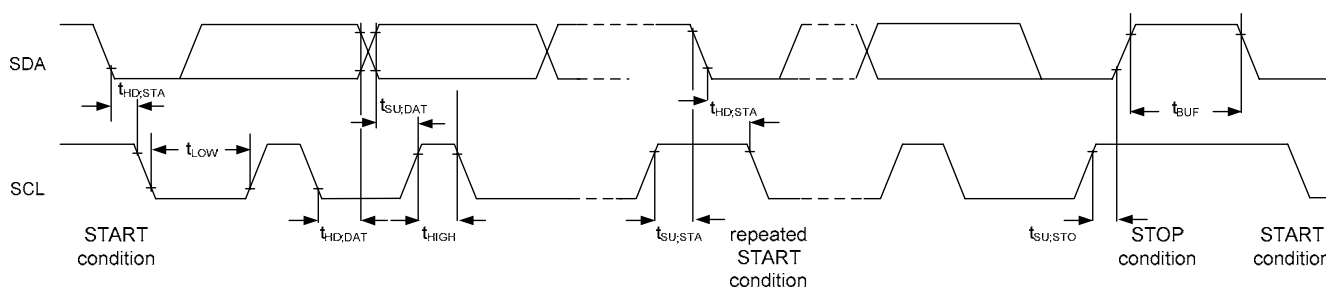 SDA
tHD;STA
tSU;DAT
tHD;STA
tBUF
tLOW
SCL
tHD;DAT
tHIGH
tSU;STA
tSU;STO
START
condition
repeated
START
condition
STOP
condition
START
condition